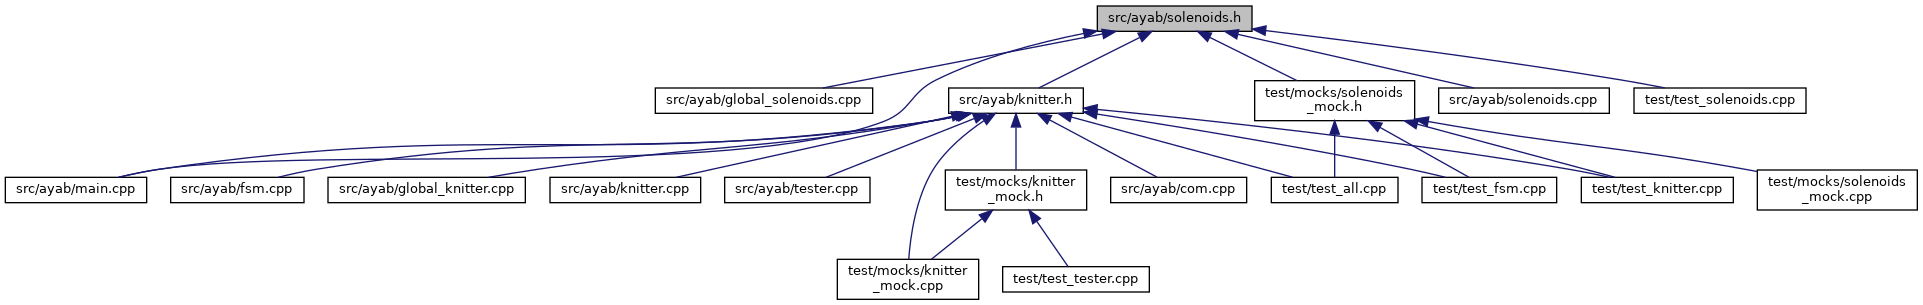 src/ayab/solenoids.h
src/ayab/global_solenoids.cpp
src/ayab/knitter.h
test/mocks/solenoids
_mock.h
src/ayab/solenoids.cpp
test/test_solenoids.cpp
src/ayab/main.cpp
src/ayab/fsm.cpp
src/ayab/global_knitter.cpp
src/ayab/knitter.cpp
src/ayab/tester.cpp
test/mocks/knitter
_mock.h
src/ayab/com.cpp
test/test_all.cpp
test/test_fsm.cpp
test/test_knitter.cpp
test/mocks/solenoids
_mock.cpp
test/mocks/knitter
_mock.cpp
test/test_tester.cpp